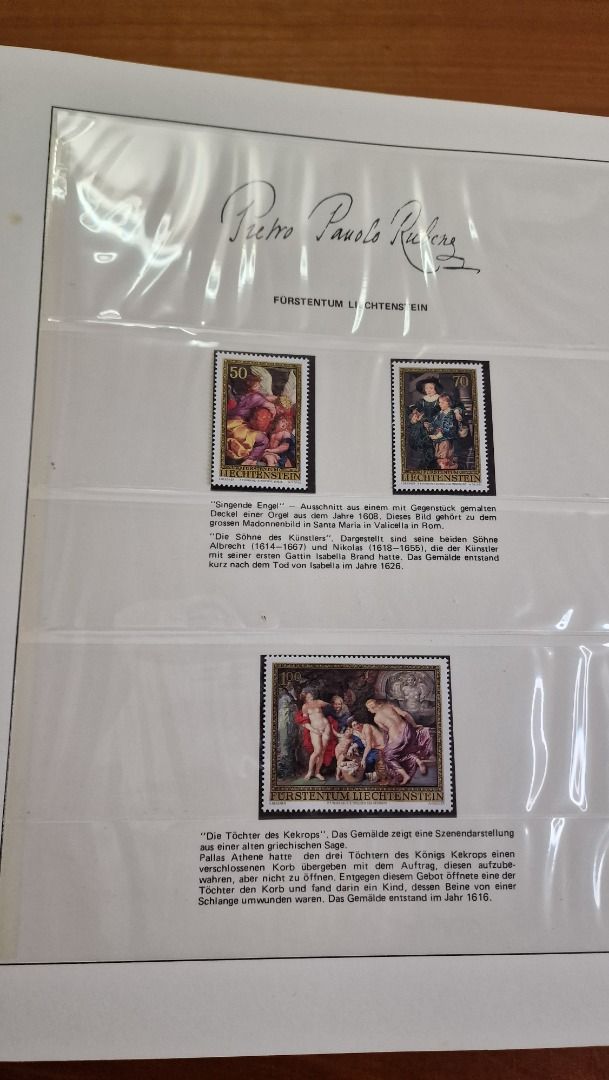 Pietro Pauolo Rubens
FÜRSTENTUM LIECHTENSTEIN
50
FÜRSTENTUM
LIECHTENSTEIN
70
FÜRSTENTUM
LIECHTENSTEIN
"Singende Engel" – Ausschnitt aus einem mit Gegenstück gemalten
Deckel einer Orgel aus dem Jahre 1608. Dieses Bild gehört zu dem
grossen Madonnenbild in Santa Maria in Valicella in Rom.
"Die Söhne des Künstlers". Dargestellt sind seine beiden Söhne
Albrecht (1614–1667) und Nikolas (1618–1655), die der Künstler
mit seiner ersten Gattin Isabella Brand hatte. Das Gemälde entstand
kurz nach dem Tod von Isabella im Jahre 1626.
1.00
FÜRSTENTUM LIECHTENSTEIN
"Die Töchter des Kekrops". Das Gemälde zeigt eine Szenendarstellung
aus einer alten griechischen Sage.
Pallas Athene hatte den drei Töchtern des Königs Kekrops einen
verschlossenen Korb übergeben mit dem Auftrag, diesen aufzube-
wahren, aber nicht zu öffnen. Entgegen diesem Gebot öffnete eine der
Töchter den Korb und fand darin ein Kind, dessen Beine von einer
Schlange umwunden waren. Das Gemälde entstand im Jahr 1616.